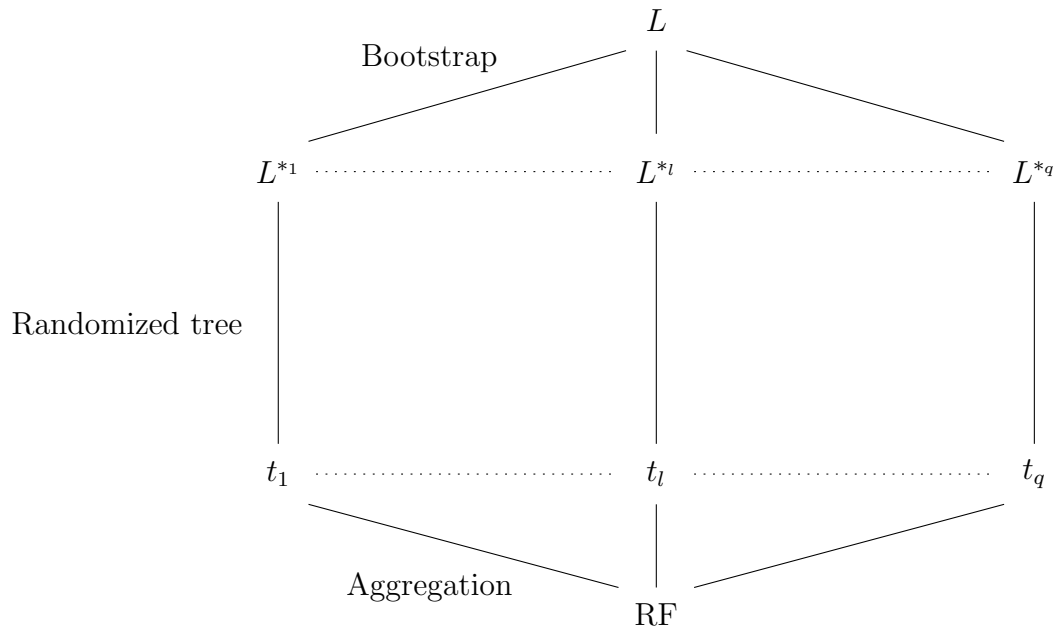 L
Bootstrap
L*1 L*l L*q
Randomized tree
t1 tl tq
Aggregation
RF